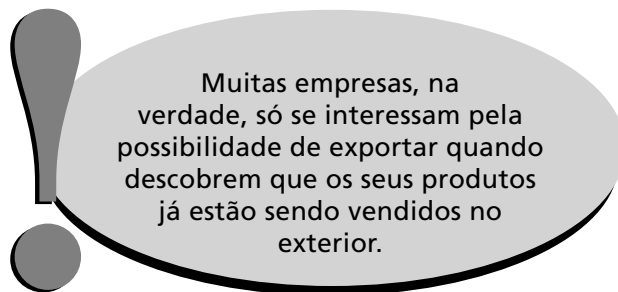 Muitas empresas, na
verdade, só se interessam pela
possibilidade de exportar quando
descobrem que os seus produtos
já estão sendo vendidos no
exterior.